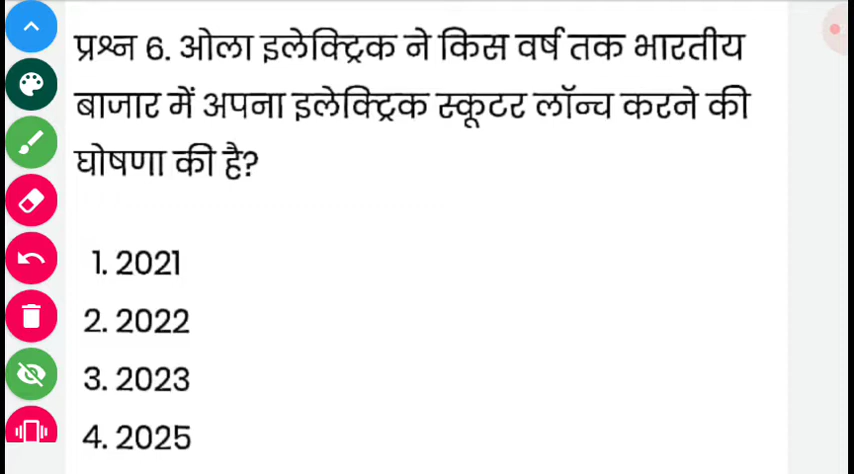 प्रश्न 6. ओला इलेक्ट्रिक ने किस वर्ष तक भारतीय
बाजार में अपना इलेक्ट्रिक स्कूटर लॉन्च करने की
घोषणा की है?
1. 2021
2. 2022
3. 2023
4. 2025